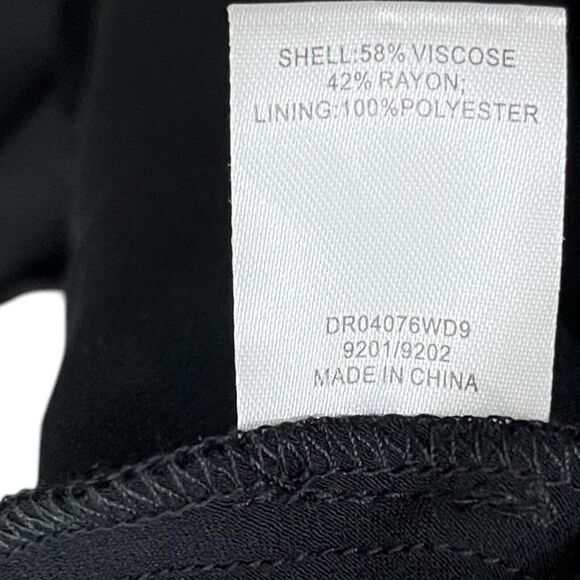 SHELL:58% VISCOSE
42% RAYON;
LINING:100%POLYESTER
DR04076WD9
9201/9202
MADE IN CHINA